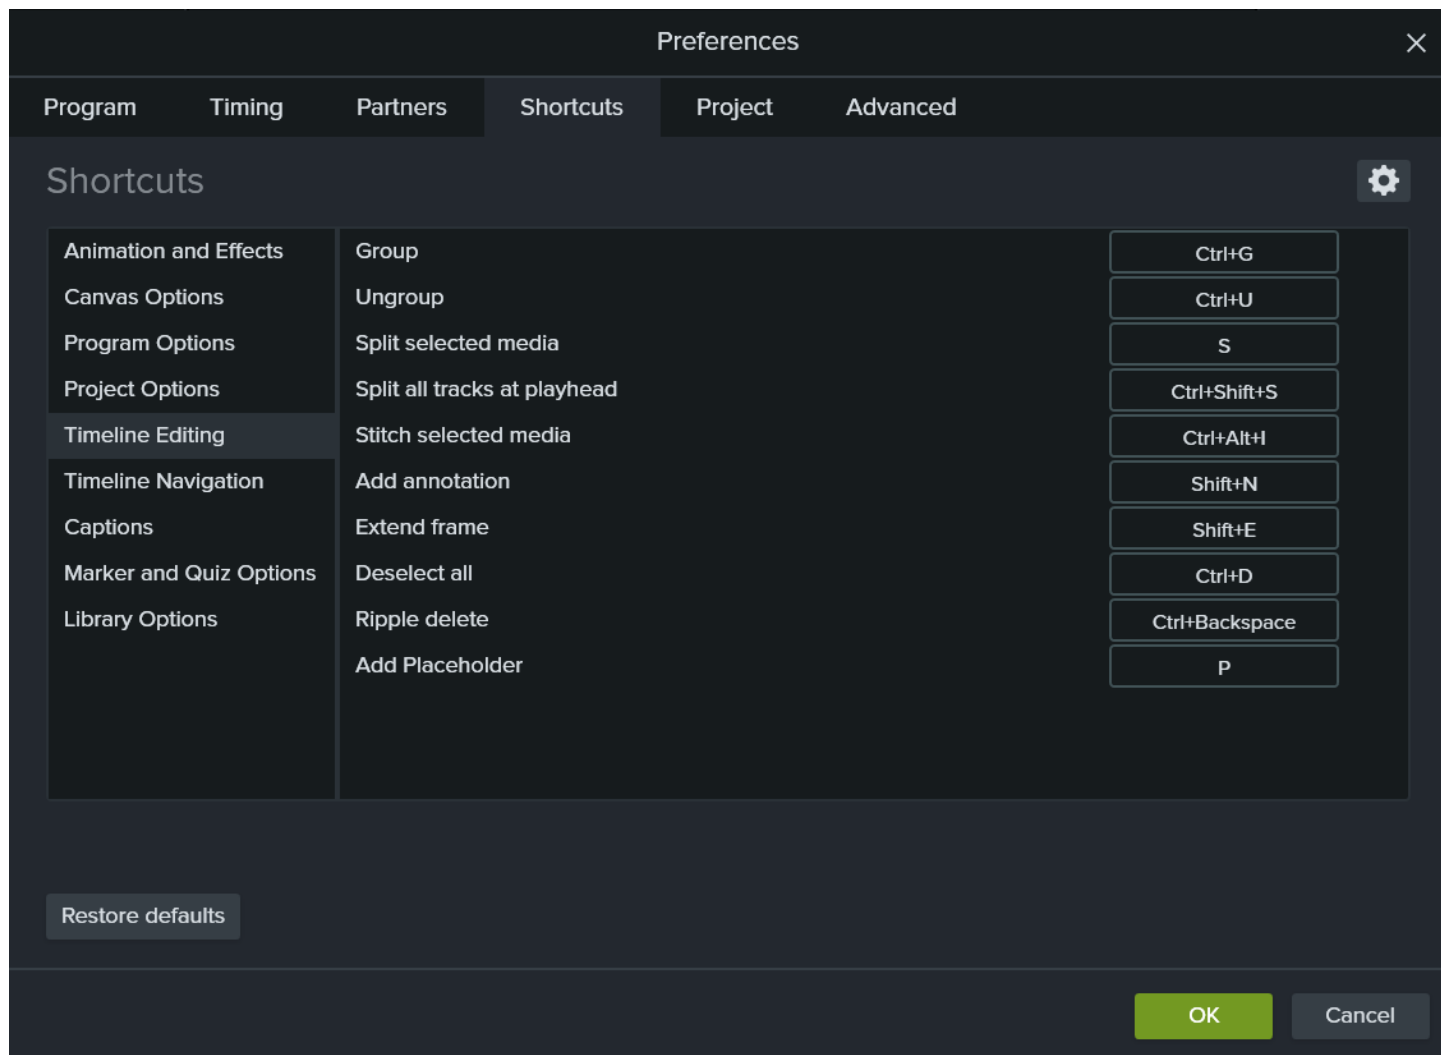 Preferences
Program Timing Partners Shortcuts Project Advanced
Shortcuts
Animation and Effects
Canvas Options
Program Options
Project Options
Timeline Editing
Timeline Navigation
Captions
Marker and Quiz Options
Library Options
Group Ctrl+G
Ungroup Ctrl+U
Split selected media S
Split all tracks at playhead Ctrl+Shift+S
Stitch selected media Ctrl+Alt+I
Add annotation Shift+N
Extend frame Shift+E
Deselect all Ctrl+D
Ripple delete Ctrl+Backspace
Add Placeholder P
Restore defaults
OK Cancel